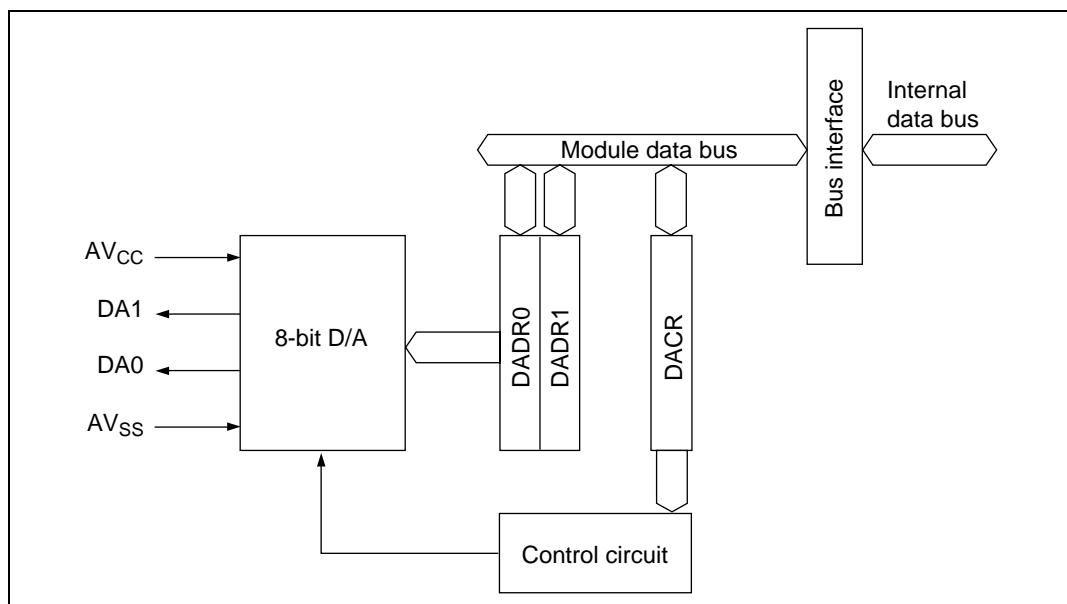 Internal
data bus
Bus interface
Module data bus
AVCC
DA1
DA0
AVSS
8-bit D/A
DADR0
DADR1
DACR
Control circuit